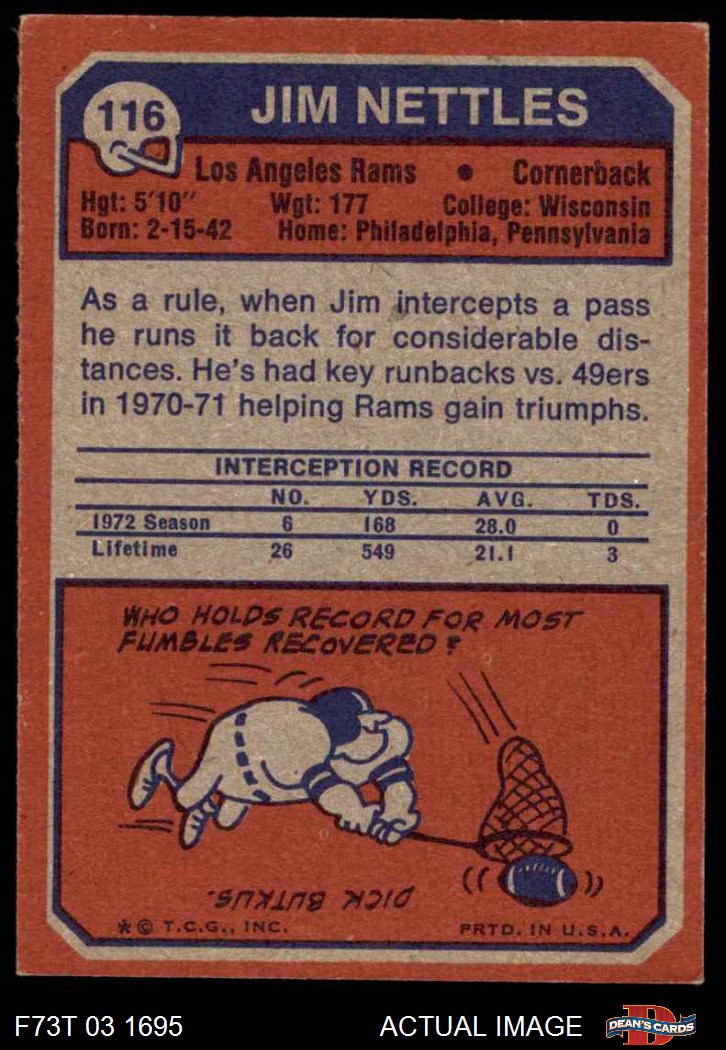 116
JIM NETTLES
Los Angeles Rams • Cornerback
Hgt: 5'10" Wgt: 177 College: Wisconsin
Born: 2-15-42 Home: Philadelphia, Pennsylvania
As a rule, when Jim intercepts a pass
he runs it back for considerable dis-
tances. He's had key runbacks vs. 49ers
in 1970-71 helping Rams gain triumphs.
INTERCEPTION RECORD
NO. YDS. AVG. TDS.
1972 Season 6 168 28.0 0
Lifetime 26 549 21.1 3
WHO HOLDS RECORD FOR MOST
FUMBLES RECOVERED?
DICK BUTKUS.
*© T.C.G., INC. PRTD. IN U.S.A.
F73T 03 1695 ACTUAL IMAGE D DEAN'S CARDS